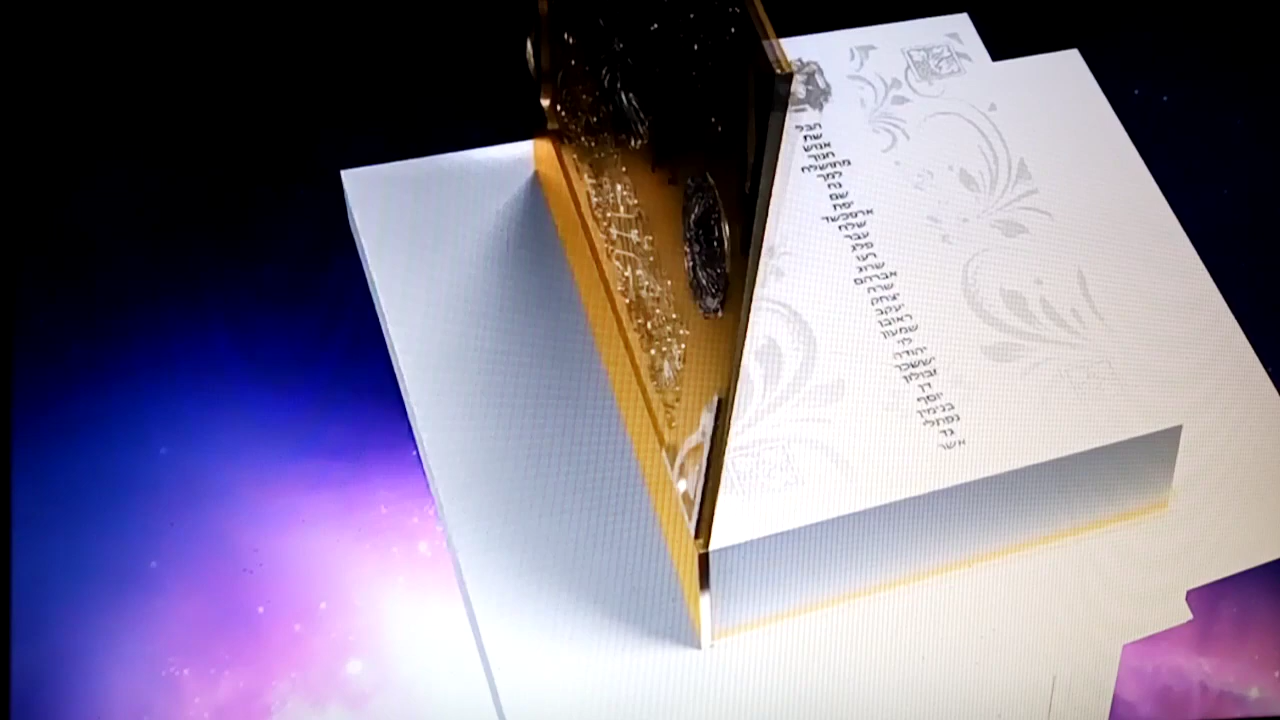 הבל
שת
אנוש
חנוך
מתושלח
למך
נח
שם
יפת
ארפכשד
שלח
עבר
פלג
רעו
שרוג
אברהם
שרה
יצחק
יעקב
ראובן
שמעון
לוי
יהודה
יששכר
זבולון
דן
יוסף
בנימין
נפתלי
גד
אשר